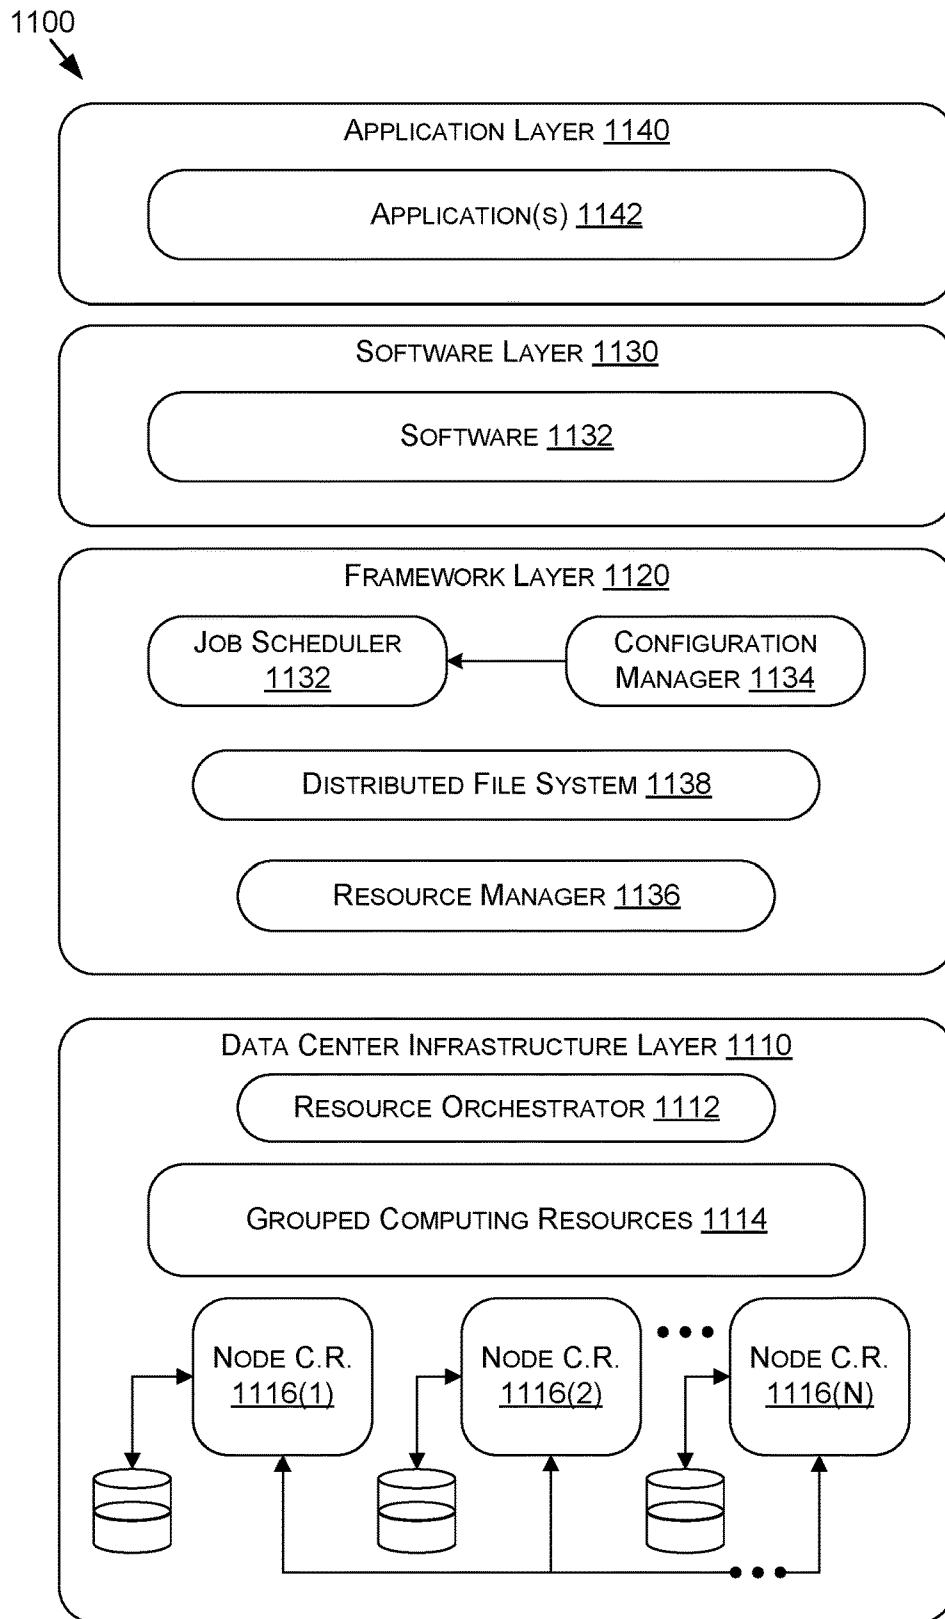 1100
APPLICATION LAYER 1140
APPLICATION(S) 1142
SOFTWARE LAYER 1130
SOFTWARE 1132
FRAMEWORK LAYER 1120
JOB SCHEDULER
1132
CONFIGURATION
MANAGER 1134
DISTRIBUTED FILE SYSTEM 1138
RESOURCE MANAGER 1136
DATA CENTER INFRASTRUCTURE LAYER 1110
RESOURCE ORCHESTRATOR 1112
GROUPED COMPUTING RESOURCES 1114
NODE C.R.
1116(1)
NODE C.R.
1116(2)
NODE C.R.
1116(N)